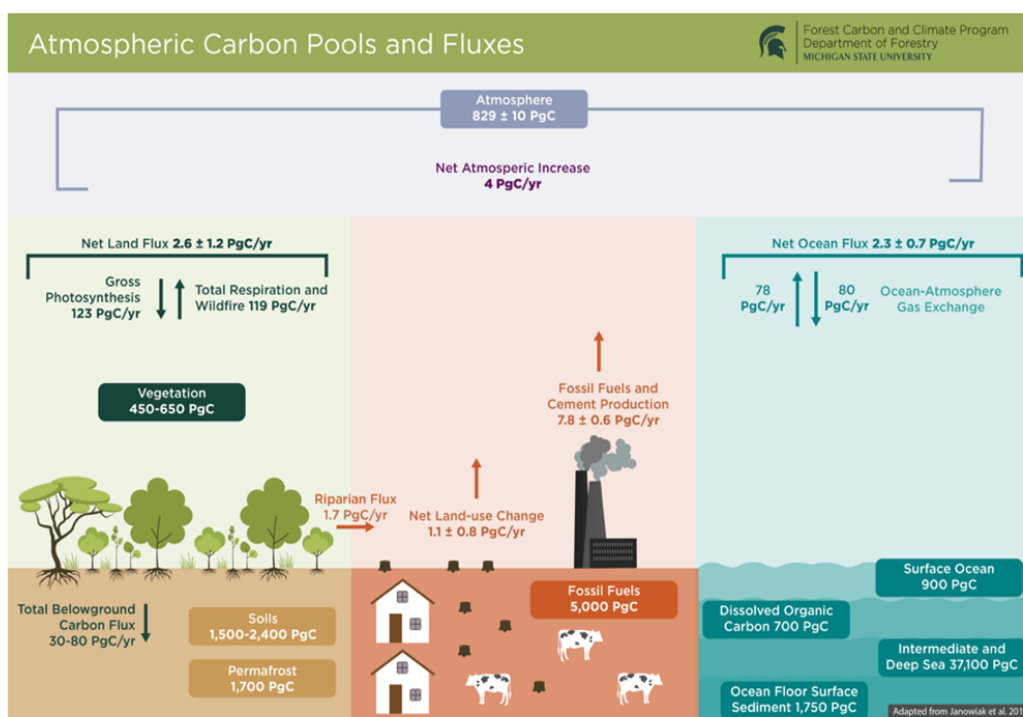 Atmospheric Carbon Pools and Fluxes
Forest Carbon and Climate Program
Department of Forestry
MICHIGAN STATE UNIVERSITY
Atmosphere
829 ± 10 PgC
Net Atmosperic Increase
4 PgC/yr
Net Land Flux 2.6 ± 1.2 PgC/yr
Gross
Photosynthesis
123 PgC/yr
Total Respiration and
Wildfire 119 PgC/yr
Vegetation
450-650 PgC
Riparian Flux
1.7 PgC/yr
Total Belowground
Carbon Flux
30-80 PgC/yr
Soils
1,500-2,400 PgC
Permafrost
1,700 PgC
Net Land-use Change
1.1 ± 0.8 PgC/yr
Fossil Fuels and
Cement Production
7.8 ± 0.6 PgC/yr
Fossil Fuels
5,000 PgC
Net Ocean Flux 2.3 ± 0.7 PgC/yr
78
PgC/yr
80
PgC/yr
Ocean-Atmosphere
Gas Exchange
Surface Ocean
900 PgC
Dissolved Organic
Carbon 700 PgC
Intermediate and
Deep Sea 37,100 PgC
Ocean Floor Surface
Sediment 1,750 PgC
Adapted from Janowiak et al. 201